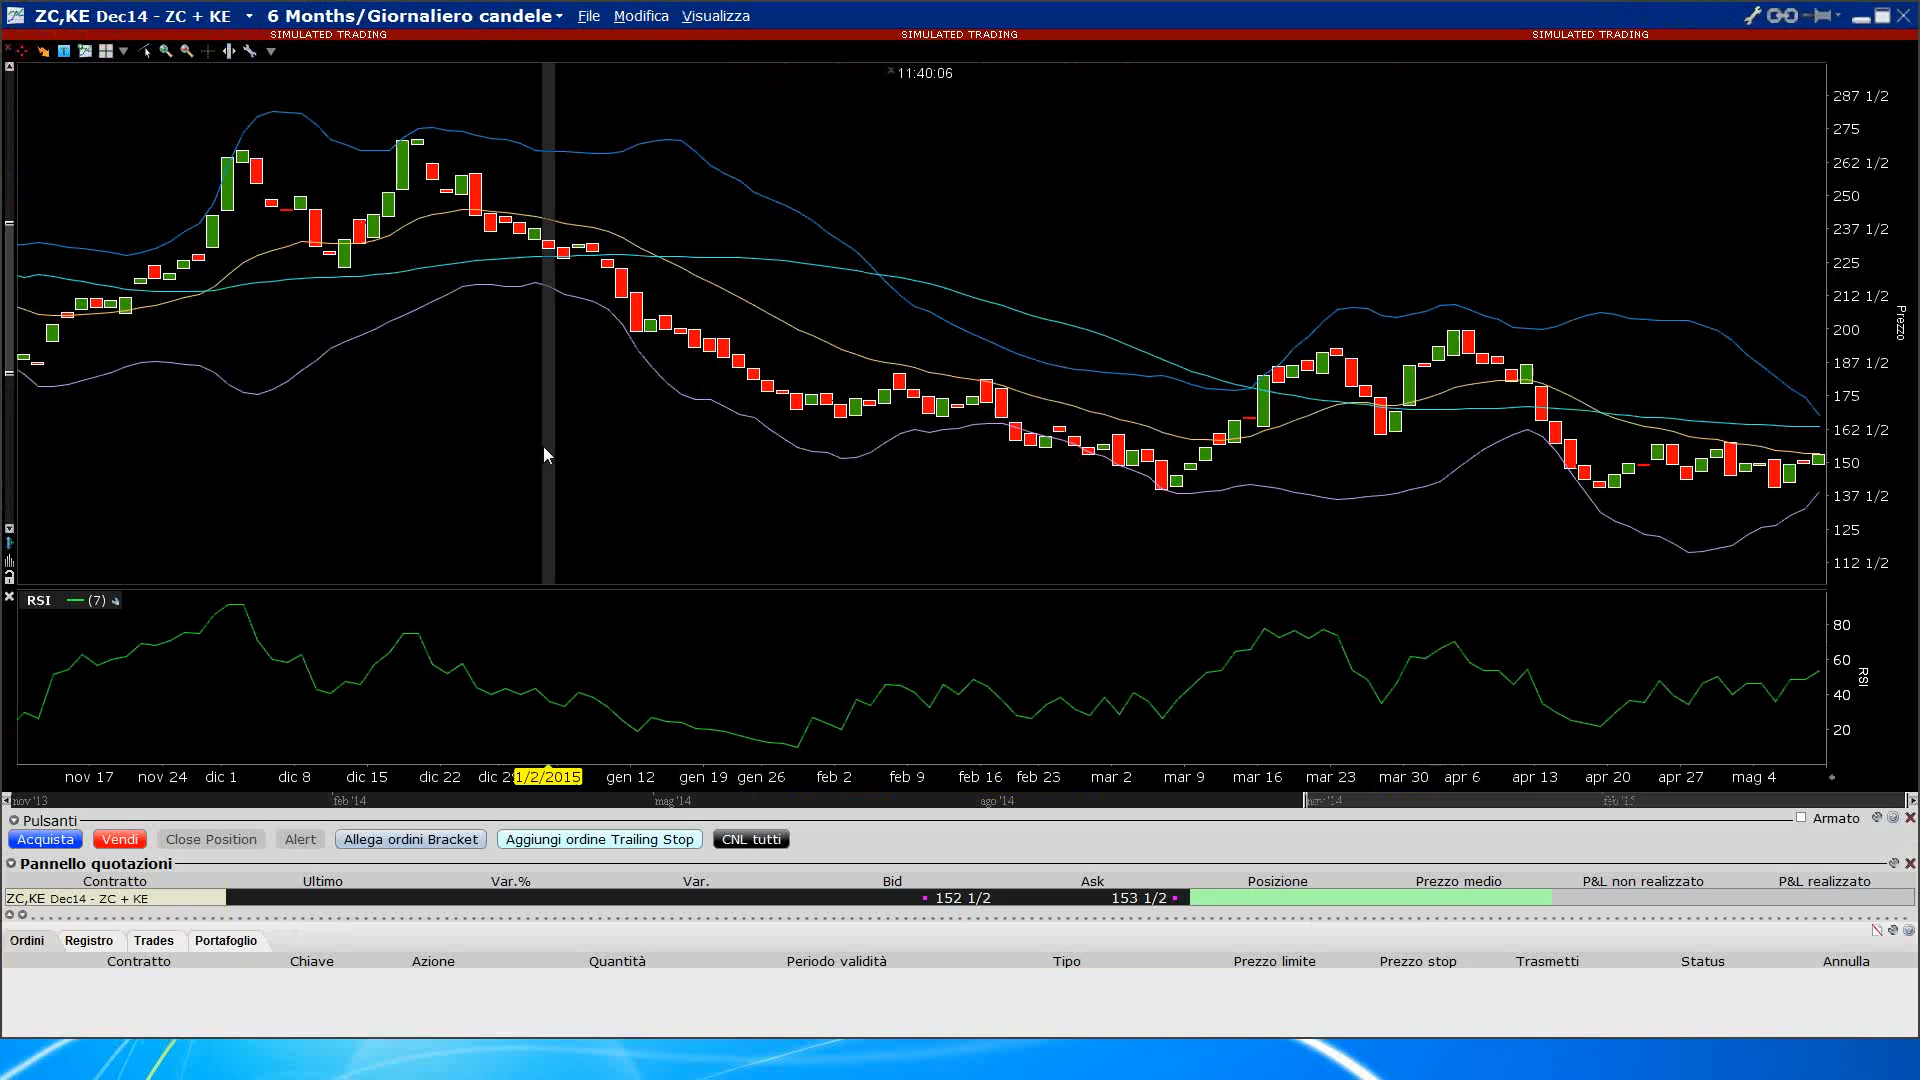 ZC,KE Dec14 - ZC + KE 6 Months/Giornaliero candele File Modifica Visualizza
SIMULATED TRADING SIMULATED TRADING SIMULATED TRADING
11:40:06
287 1/2
275
262 1/2
250
237 1/2
225
212 1/2
200
187 1/2
175
162 1/2
150
137 1/2
125
112 1/2
Prezzo
RSI (7)
80
60
40
20
RSI
nov 17 nov 24 dic 1 dic 8 dic 15 dic 22 dic 29 1/2/2015 gen 12 gen 19 gen 26 feb 2 feb 9 feb 16 feb 23 mar 2 mar 9 mar 16 mar 23 mar 30 apr 6 apr 13 apr 20 apr 27 mag 4
nov '13 feb '14 mag '14 ago '14 nov '14 feb '15
Pulsanti Armato
Acquista Vendi Close Position Alert Allega ordini Bracket Aggiungi ordine Trailing Stop CNL tutti
Pannello quotazioni
Contratto Ultimo Var.% Var. Bid Ask Posizione Prezzo medio P&L non realizzato P&L realizzato
ZC,KE Dec14 - ZC + KE 152 1/2 153 1/2
Ordini Registro Trades Portafoglio
Contratto Chiave Azione Quantità Periodo validità Tipo Prezzo limite Prezzo stop Trasmetti Status Annulla